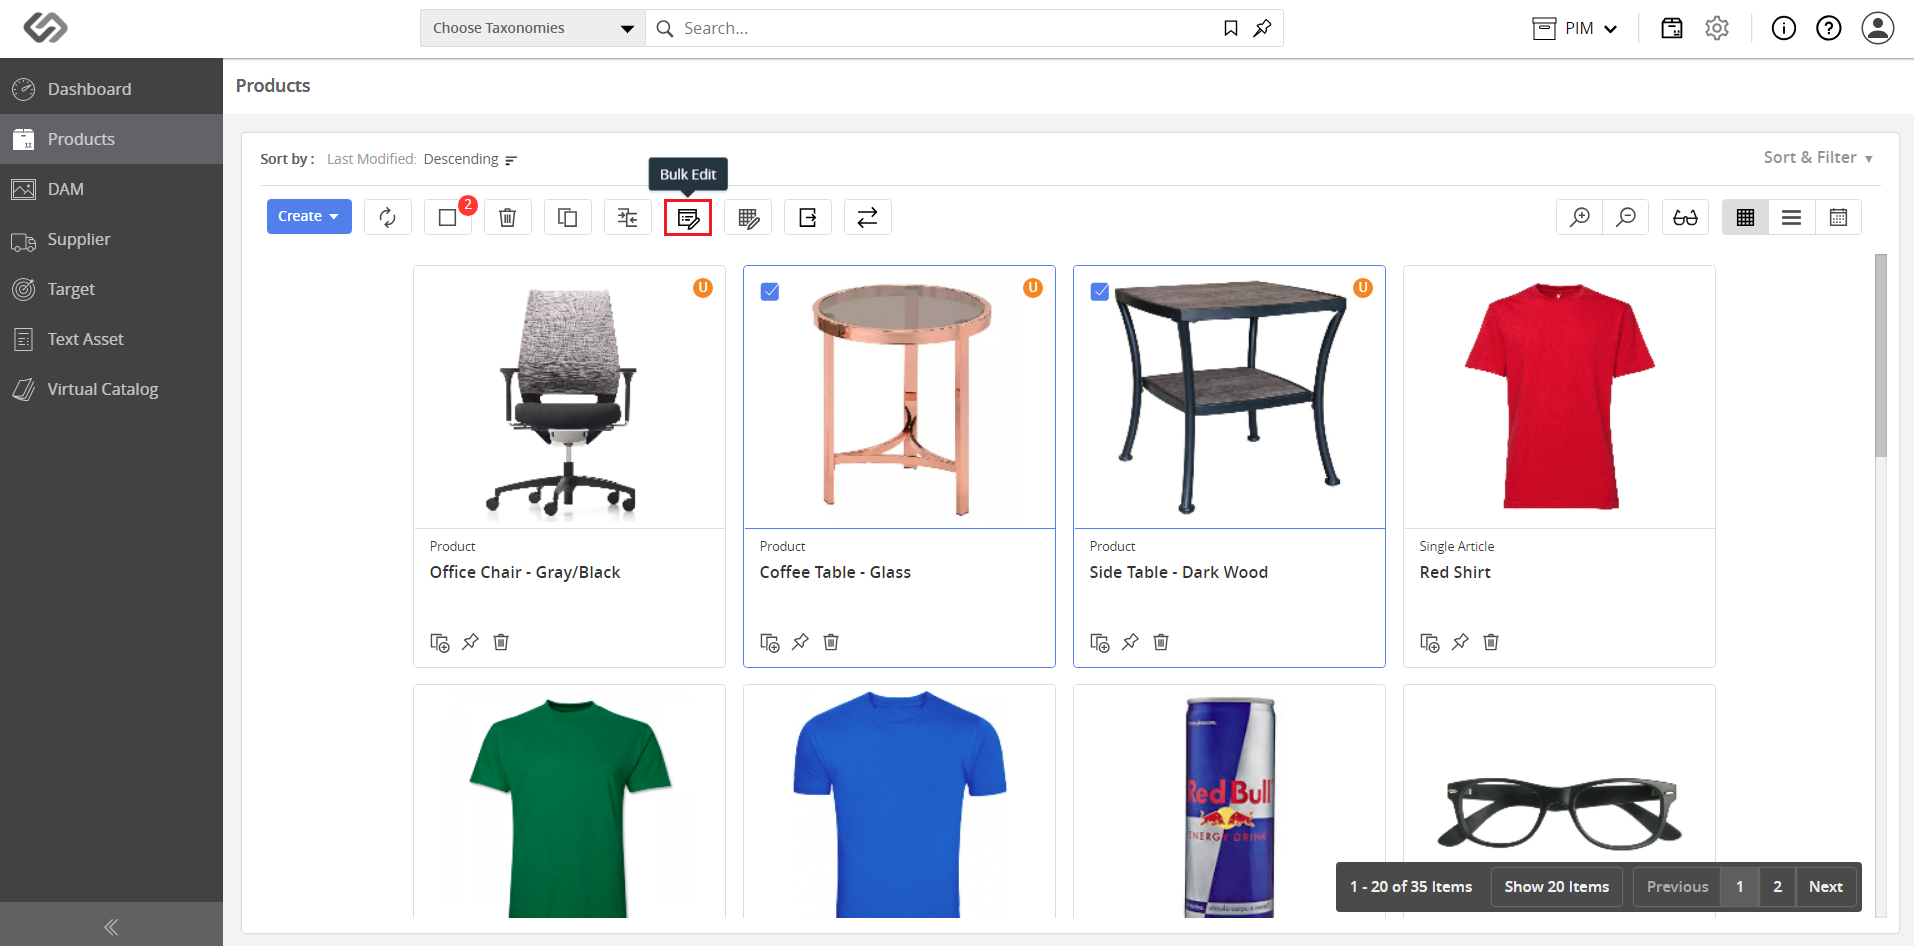 Choose Taxonomies
Search...
PIM
Dashboard
Products
DAM
Supplier
Target
Text Asset
Virtual Catalog
Products
Sort by : Last Modified: Descending
Sort & Filter
Bulk Edit
Create
2
U
U
U
Product
Office Chair - Gray/Black
Product
Coffee Table - Glass
Product
Side Table - Dark Wood
Single Article
Red Shirt
Red Bull
ENERGY DRINK
1 - 20 of 35 Items
Show 20 Items
Previous
1
2
Next